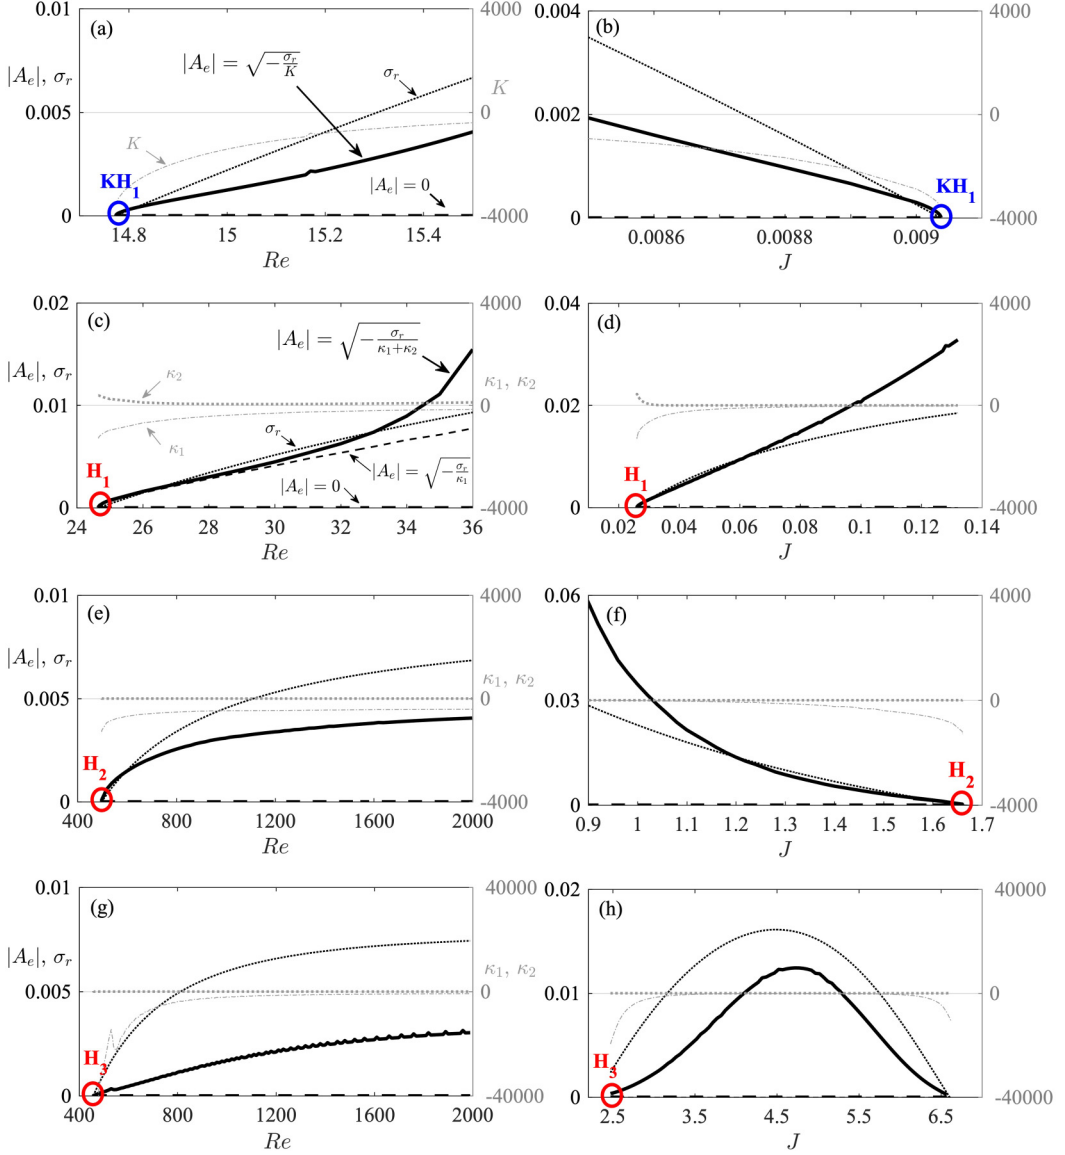 (a)
0.01
0.005
0
|A_e|, σ_r
|A_e| = √(−σ_r/K)
σ_r
K
|A_e| = 0
KH_1
14.8 15 15.2 15.4
Re
4000
0
-4000
K
(b)
0.004
0.002
0
KH_1
0.0086 0.0088 0.009
J
4000
0
-4000
(c)
0.02
0.01
0
|A_e|, σ_r
|A_e| = √(−σ_r/(κ_1+κ_2))
κ_2
κ_1
σ_r
|A_e| = √(−σ_r/κ_1)
|A_e| = 0
H_1
24 26 28 30 32 34 36
Re
4000
0
-4000
κ_1, κ_2
(d)
0.04
0.02
0
H_1
0.02 0.04 0.06 0.08 0.1 0.12 0.14
J
4000
0
-4000
(e)
0.01
0.005
0
|A_e|, σ_r
H_2
400 800 1200 1600 2000
Re
4000
0
-4000
κ_1, κ_2
(f)
0.06
0.03
0
H_2
0.9 1 1.1 1.2 1.3 1.4 1.5 1.6 1.7
J
4000
0
-4000
(g)
0.01
0.005
0
|A_e|, σ_r
H_3
400 800 1200 1600 2000
Re
40000
0
-40000
κ_1, κ_2
(h)
0.02
0.01
0
H_3
2.5 3.5 4.5 5.5 6.5
J
40000
0
-40000